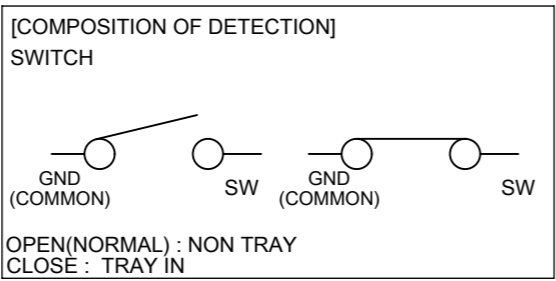 [COMPOSITION OF DETECTION]
SWITCH
GND
(COMMON)
SW
GND
(COMMON)
SW
OPEN(NORMAL) : NON TRAY
CLOSE : TRAY IN